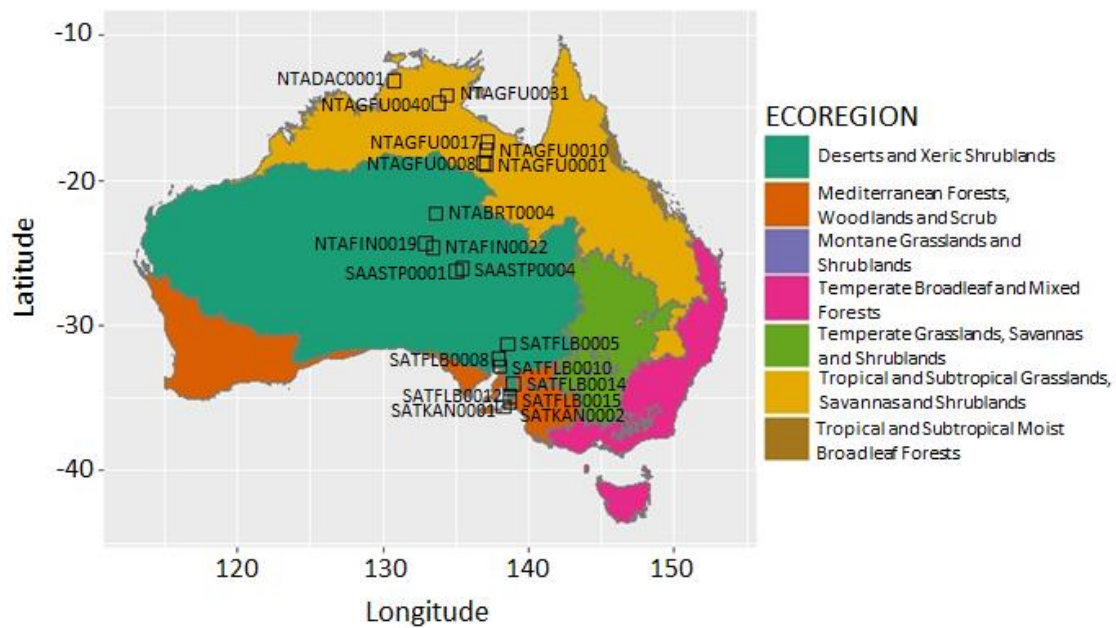 -10
-20
-30
-40
Latitude
120
130
140
150
Longitude
NTADAC0001
NTAGFU0031
NTAGFU0040
NTAGFU0017
NTAGFU0010
NTAGFU0008
NTAGFU0001
NTABRT0004
NTAFIN0019
NTAFIN0022
SAASTP0001
SAASTP0004
SATFLB0005
SATFLB0008
SATFLB0010
SATFLB0014
SATFLB0012
SATFLB0015
SATKAN0001
SATKAN0002
ECOREGION
Deserts and Xeric Shrublands
Mediterranean Forests,
Woodlands and Scrub
Montane Grasslands and
Shrublands
Temperate Broadleaf and Mixed
Forests
Temperate Grasslands, Savannas
and Shrublands
Tropical and Subtropical Grasslands,
Savannas and Shrublands
Tropical and Subtropical Moist
Broadleaf Forests